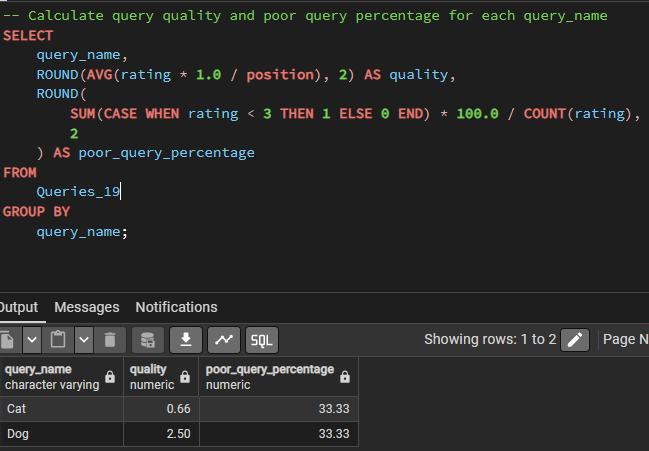 -- Calculate query quality and poor query percentage for each query_name
SELECT
query_name,
ROUND(AVG(rating * 1.0 / position), 2) AS quality,
ROUND(
SUM(CASE WHEN rating < 3 THEN 1 ELSE 0 END) * 100.0 / COUNT(rating),
2
) AS poor_query_percentage
FROM
Queries_19
GROUP BY
query_name;
Output Messages Notifications
SQL Showing rows: 1 to 2 Page N
query_name quality poor_query_percentage
character varying numeric numeric
Cat 0.66 33.33
Dog 2.50 33.33